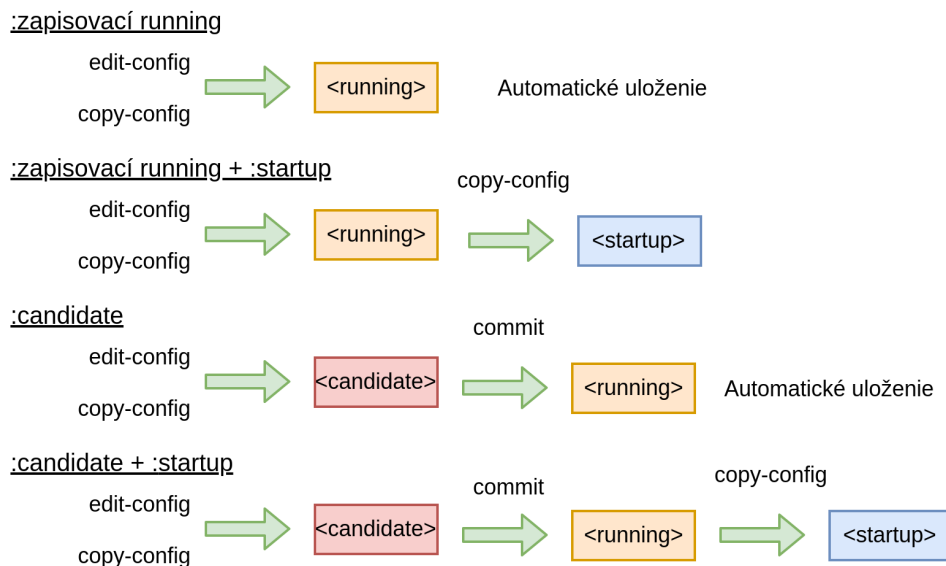 :zapisovací running
edit-config
copy-config
<running>
Automatické uloženie
:zapisovací running + :startup
edit-config
copy-config
<running>
copy-config
<startup>
:candidate
edit-config
copy-config
<candidate>
commit
<running>
Automatické uloženie
:candidate + :startup
edit-config
copy-config
<candidate>
commit
<running>
copy-config
<startup>